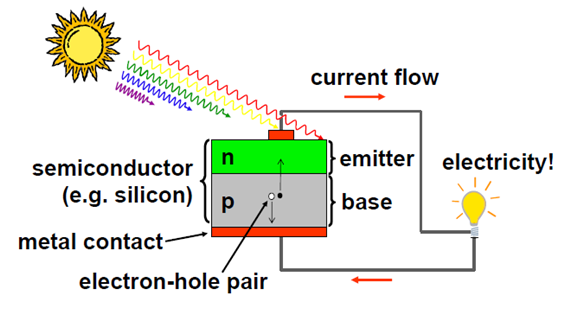 current flow
n
emitter
electricity!
semiconductor
(e.g. silicon)
p
base
metal contact
electron-hole pair